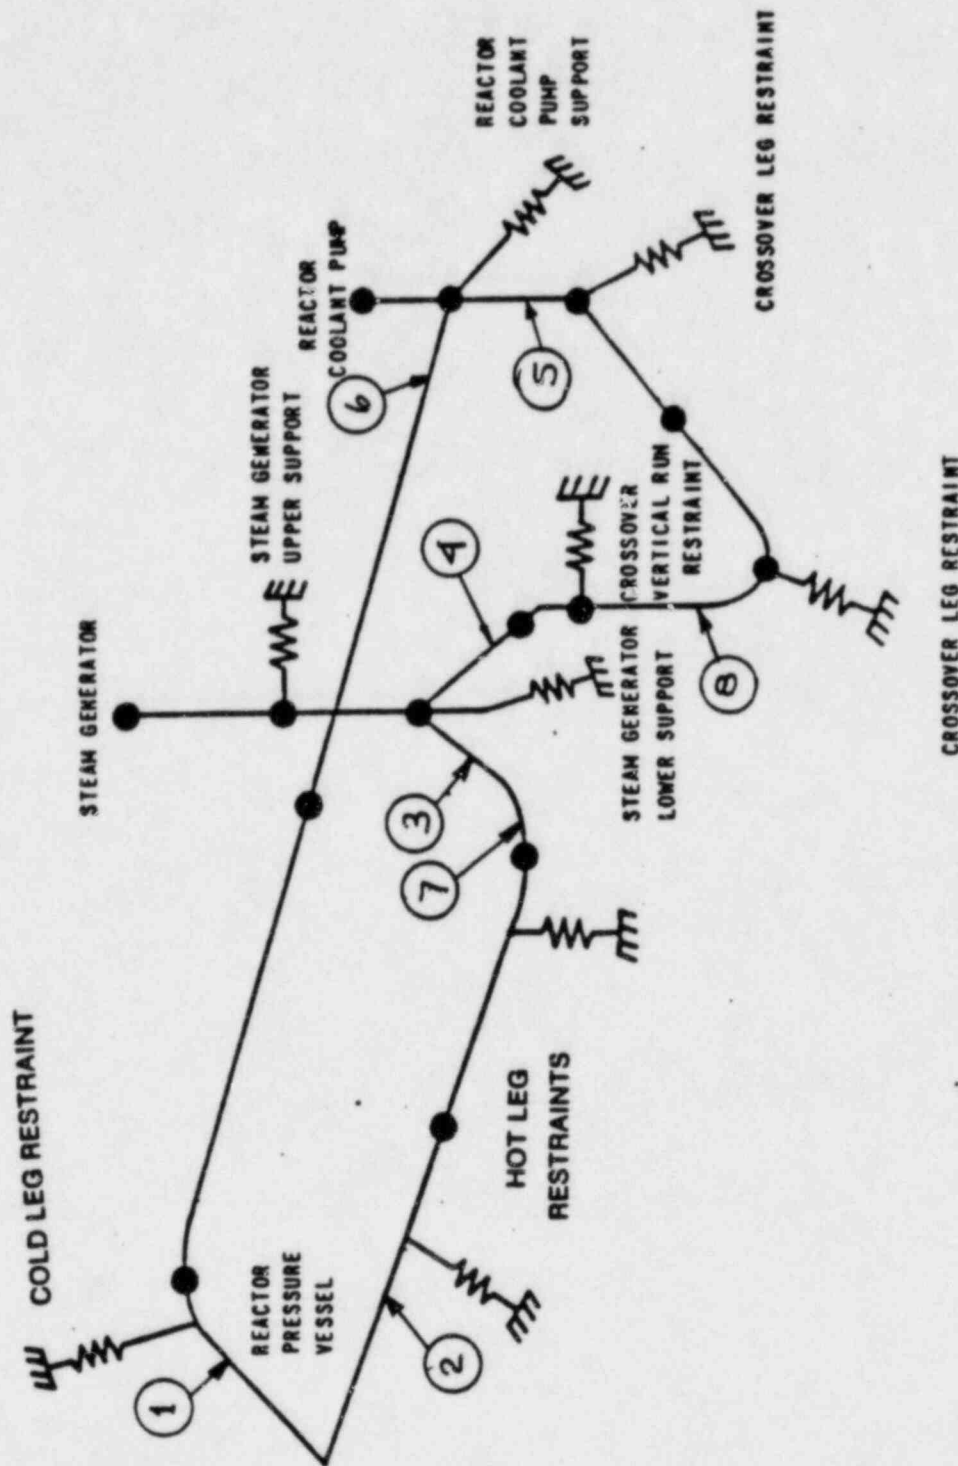 COLD LEG RESTRAINT
1
REACTOR
PRESSURE
VESSEL
2
HOT LEG
RESTRAINTS
STEAM GENERATOR
STEAM GENERATOR
UPPER SUPPORT
3
7
STEAM GENERATOR
LOWER SUPPORT
REACTOR
COOLANT PUMP
6
4
CROSSOVER
VERTICAL RUN
RESTRAINT
8
5
REACTOR
COOLANT
PUMP
SUPPORT
CROSSOVER LEG RESTRAINT
CROSSOVER LEG RESTRAINT